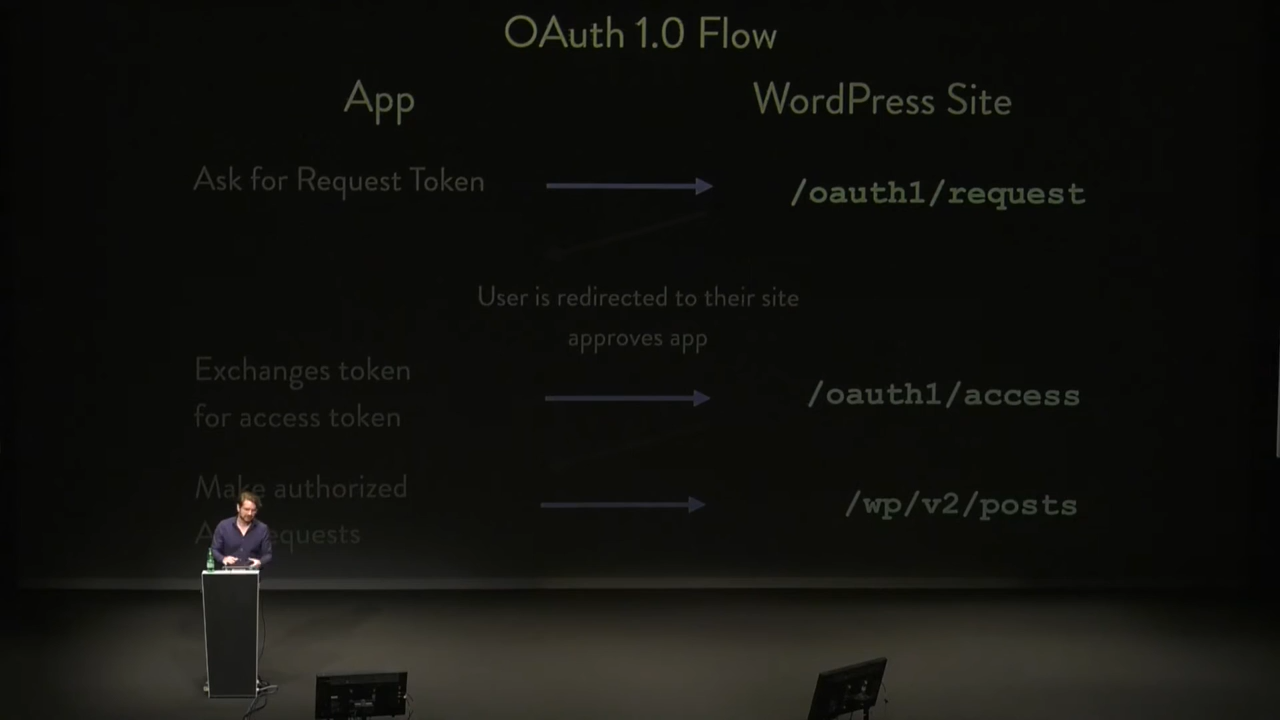 OAuth 1.0 Flow
App
WordPress Site
Ask for Request Token
/oauth1/request
User is redirected to their site
approves app
Exchanges token
for access token
/oauth1/access
Make authorized
/wp/v2/posts
requests